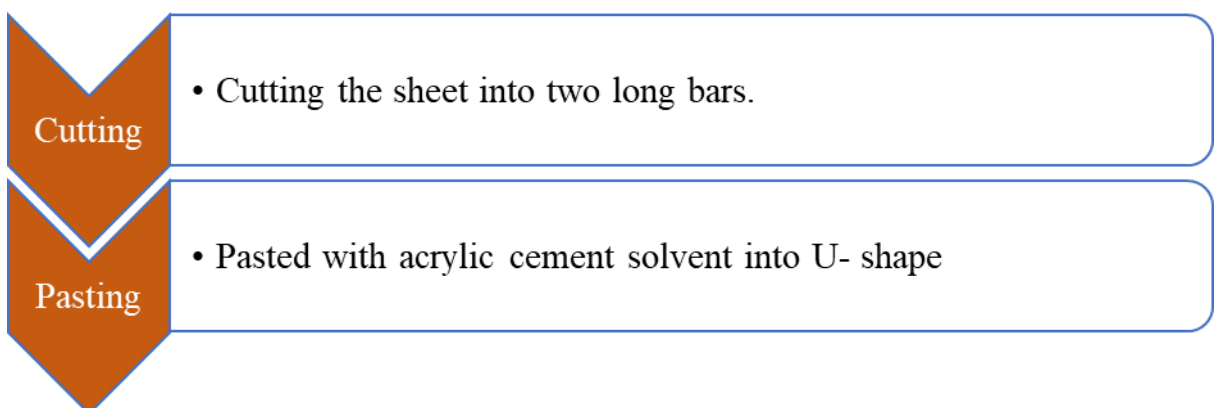 Cutting
• Cutting the sheet into two long bars.
Pasting
• Pasted with acrylic cement solvent into U- shape